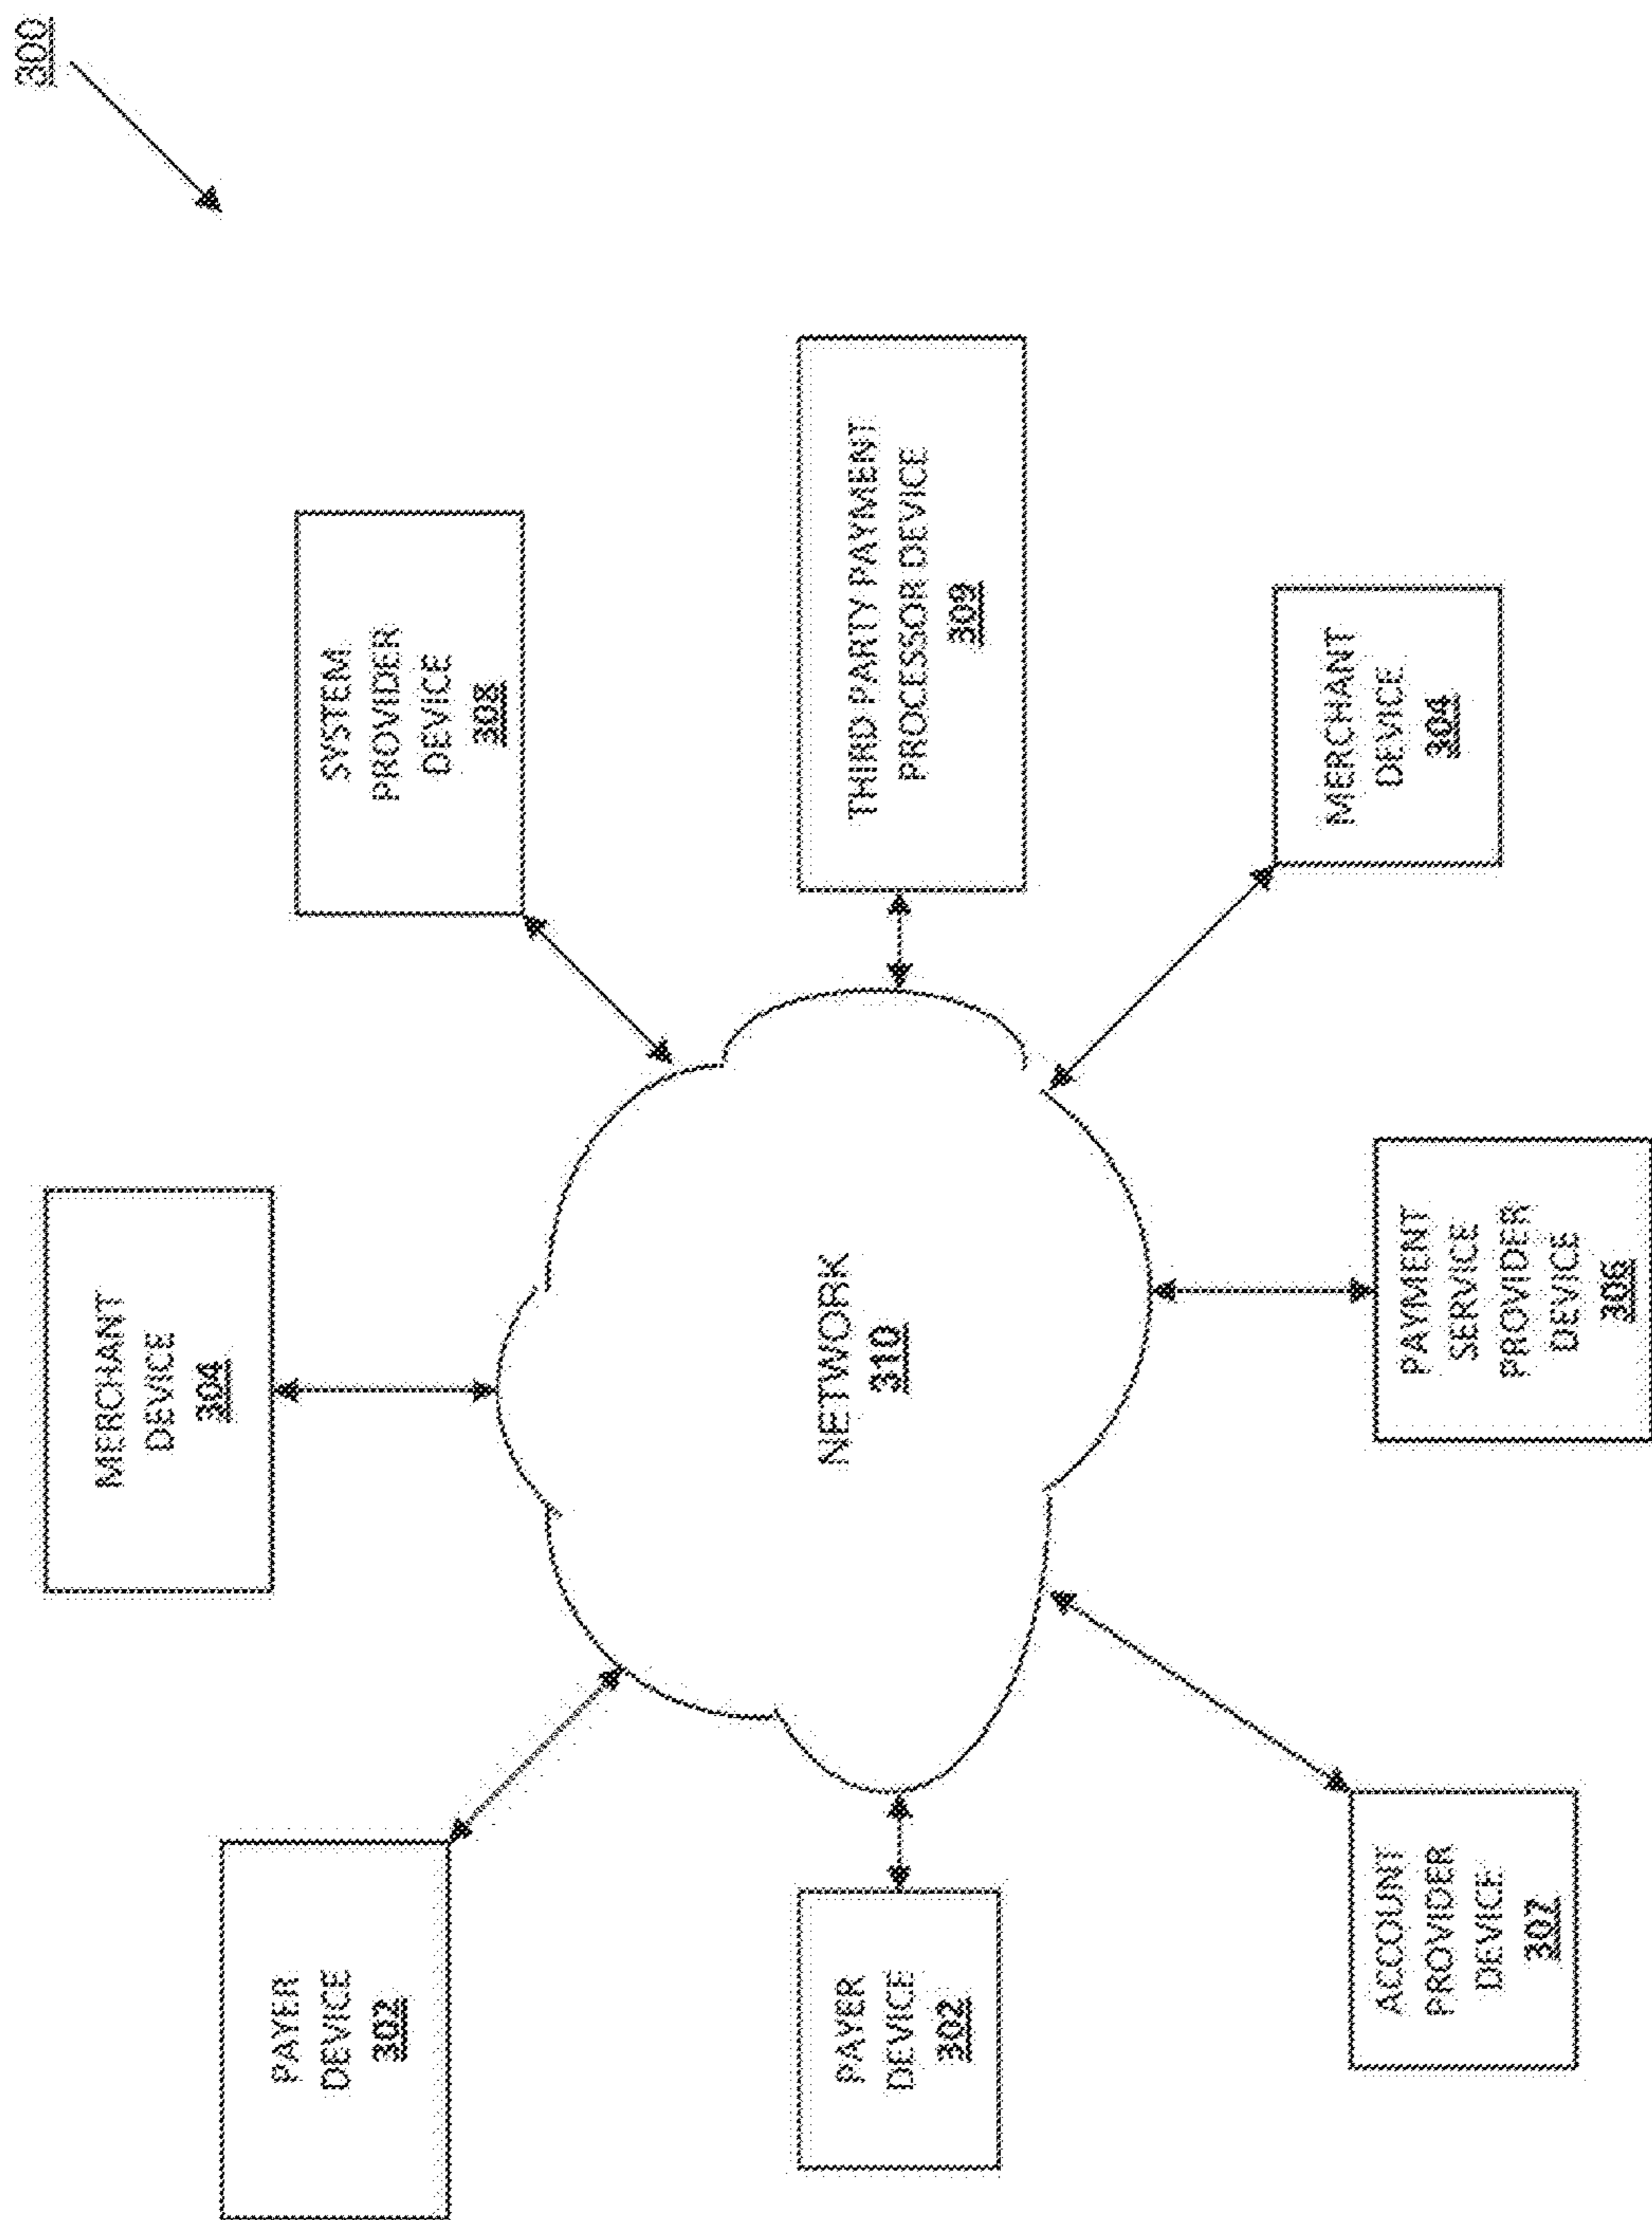 300
PAYER
DEVICE
302
MERCHANT
DEVICE
304
SYSTEM
PROVIDER
DEVICE
308
PAYER
DEVICE
302
NETWORK
310
THIRD PARTY PAYMENT
PROCESSOR DEVICE
309
ACCOUNT
PROVIDER
DEVICE
307
PAYMENT
SERVICE
PROVIDER
DEVICE
306
MERCHANT
DEVICE
304